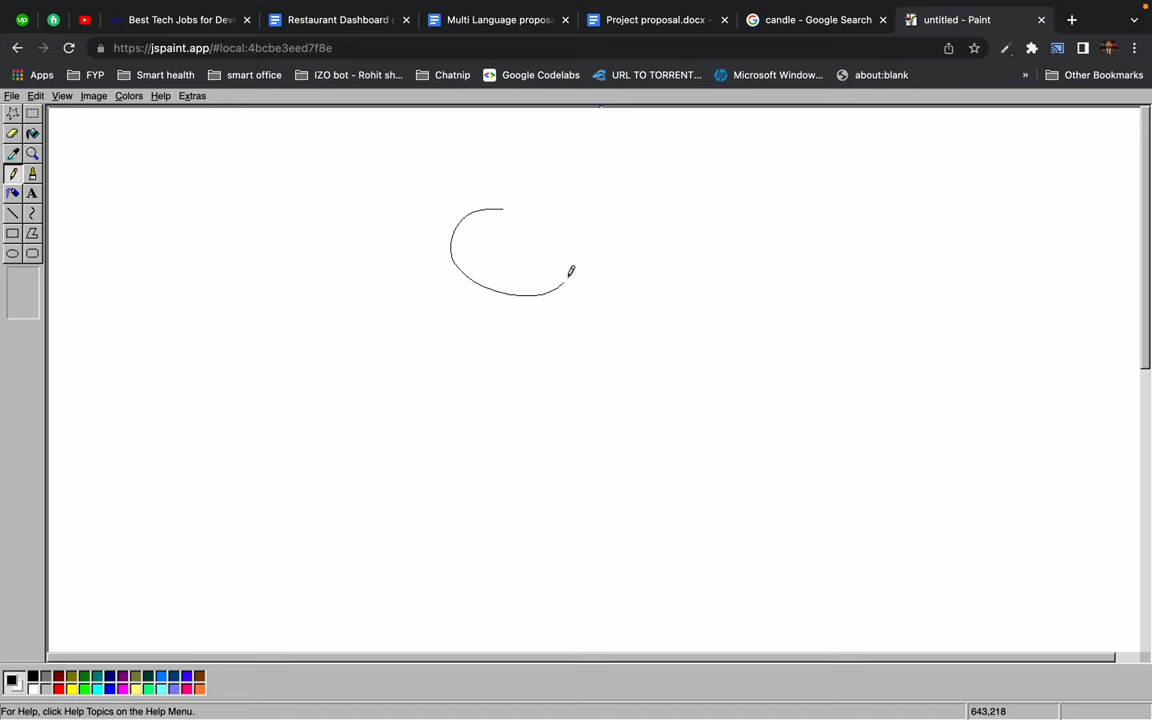 Best Tech Jobs for Deve
Restaurant Dashboard p
Multi Language proposa
Project proposal.docx -
candle - Google Search
untitled - Paint
https://jspaint.app/#local:4bcbe3eed7f8e
Apps FYP Smart health smart office IZO bot - Rohit sh... Chatnip Google Codelabs URL TO TORRENT... Microsoft Window... about:blank » Other Bookmarks
File Edit View Image Colors Help Extras
For Help, click Help Topics on the Help Menu. 643,218